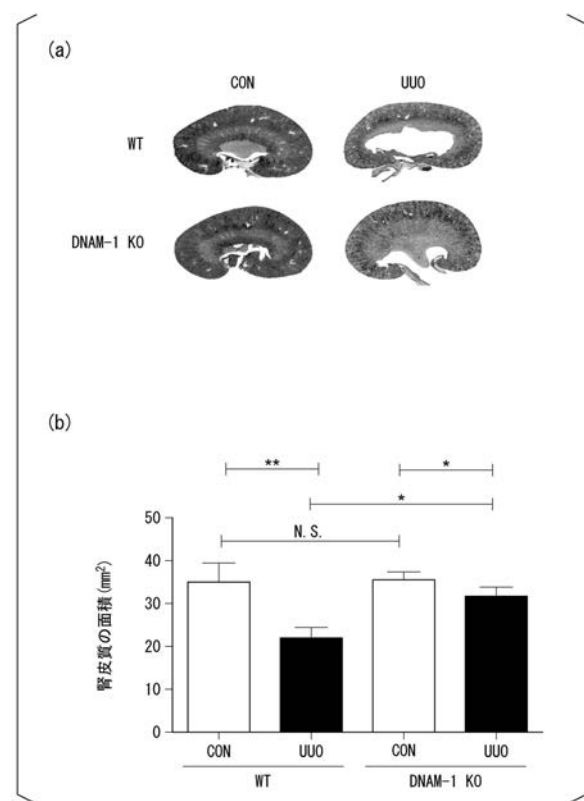 (a)
CON UUO
WT
DNAM-1 KO
(b)
** *
*
N.S.
50
40
30
20
10
0
腎皮質の面積(mm²)
CON UUO CON UUO
WT DNAM-1 KO